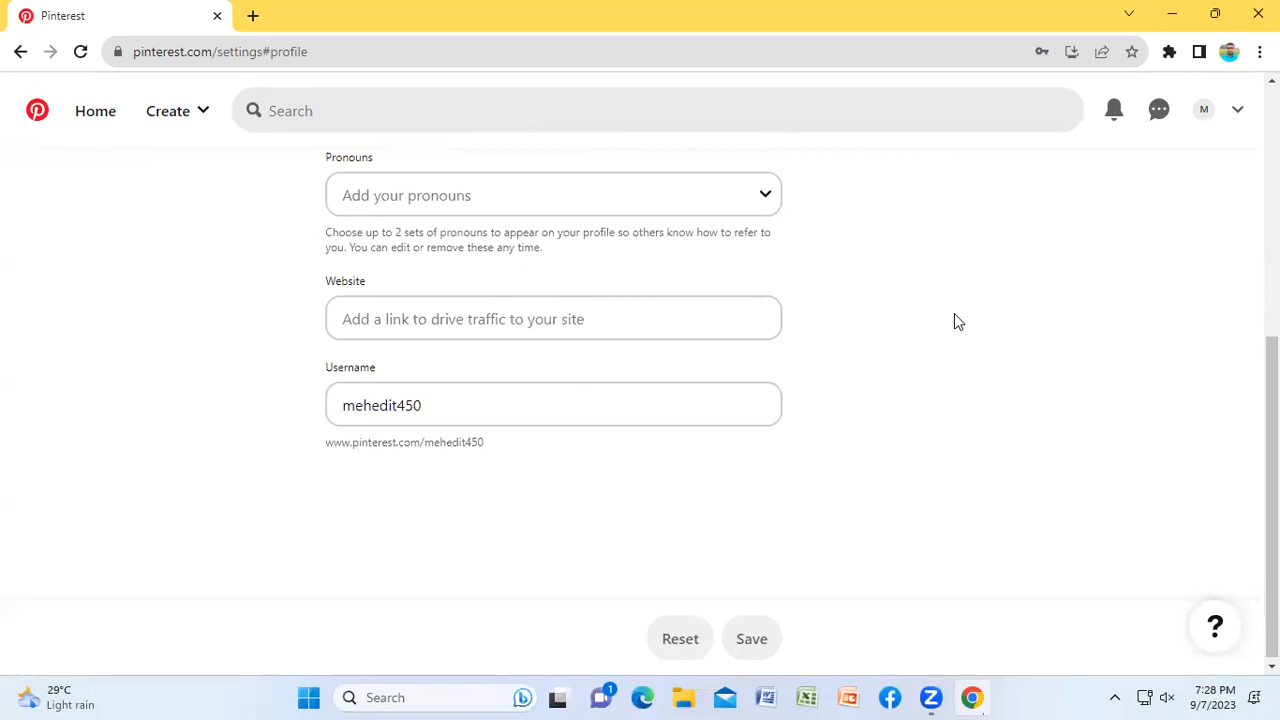 Pinterest
pinterest.com/settings#profile
Home
Create
Search
M
Pronouns
Add your pronouns
Choose up to 2 sets of pronouns to appear on your profile so others know how to refer to
you. You can edit or remove these any time.
Website
Add a link to drive traffic to your site
Username
mehedit450
www.pinterest.com/mehedit450
Reset
Save
?
29°C
Light rain
Search
1
7:28 PM
9/7/2023